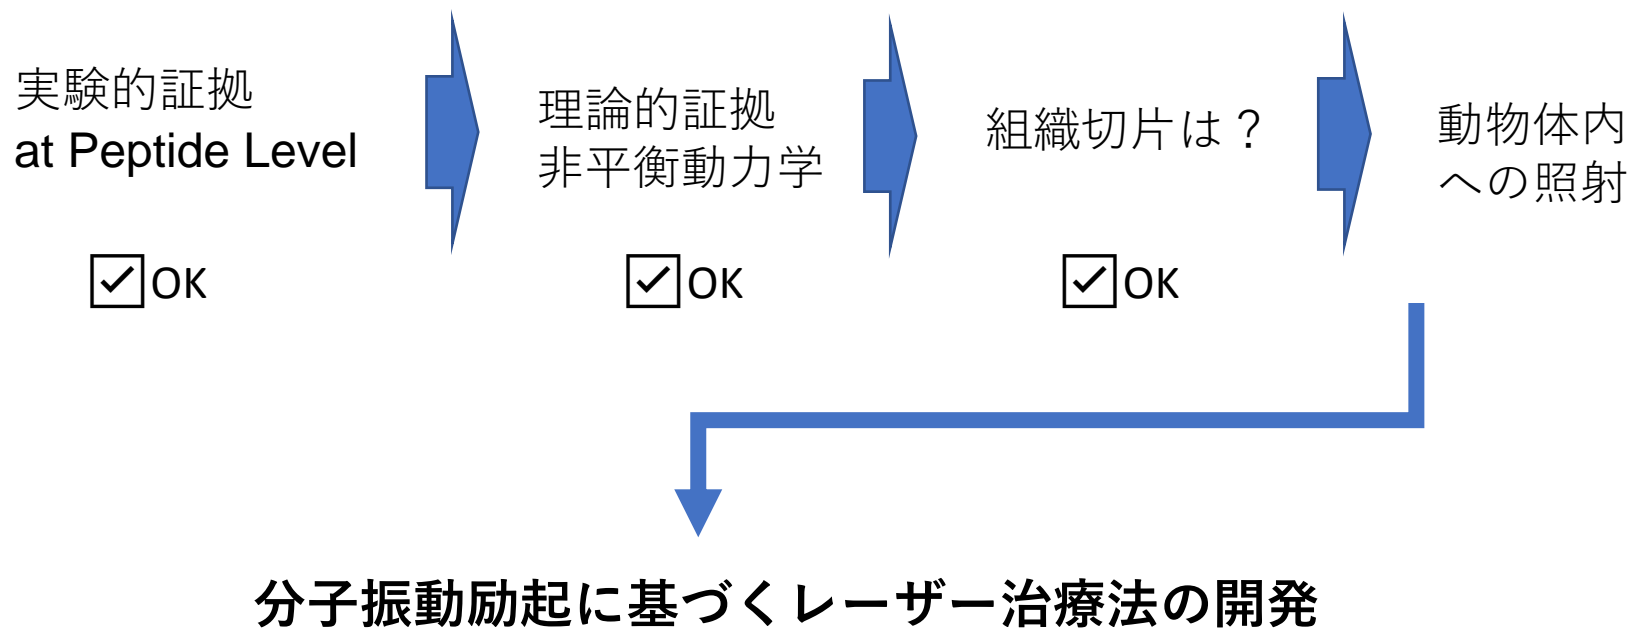 実験的証拠
at Peptide Level
理論的証拠
非平衡動力学
組織切片は？
動物体内
への照射
OK
OK
OK
分子振動励起に基づくレーザー治療法の開発